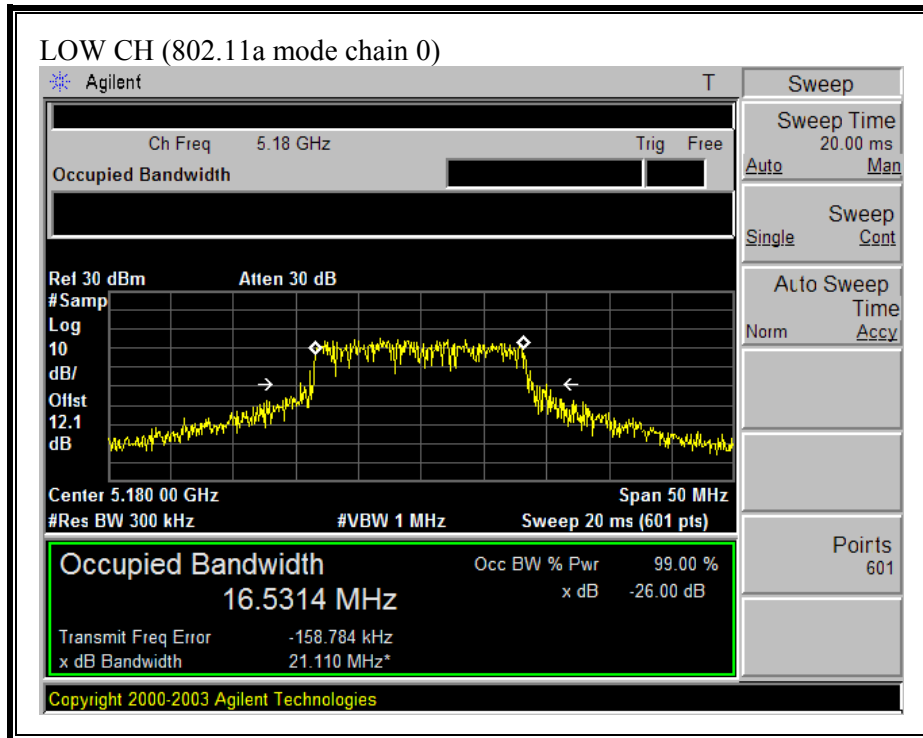 LOW CH (802.11a mode chain 0)
Agilent T
Ch Freq 5.18 GHz Trig Free
Occupied Bandwidth
Ref 30 dBm Atten 30 dB
#Samp
Log
10
dB/
Offst
12.1
dB
Center 5.180 00 GHz Span 50 MHz
#Res BW 300 kHz #VBW 1 MHz Sweep 20 ms (601 pts)
Occupied Bandwidth Occ BW % Pwr 99.00 %
16.5314 MHz x dB -26.00 dB
Transmit Freq Error -158.784 kHz
x dB Bandwidth 21.110 MHz*
Copyright 2000-2003 Agilent Technologies
Sweep
Sweep Time
20.00 ms
Auto Man
Sweep
Single Cont
Auto Sweep
Time
Norm Accy
Points
601